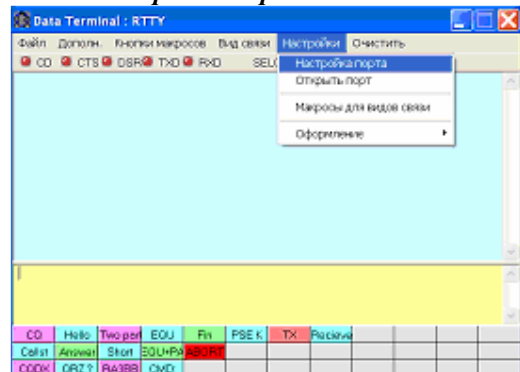 Data Terminal : RTTY
Файл Дополн. Кнопки макросов Вид связи Настройки Очистить
CD CTS DSR TXD RXD
Настройка порта
Открыть порт
Макросы для видов связи
Оформление
CQ Hello Two part EQU Fin PSE K TX Recieve
Call st Answer Short EQU+PA ABORT
CQDX QRZ ? CMD: